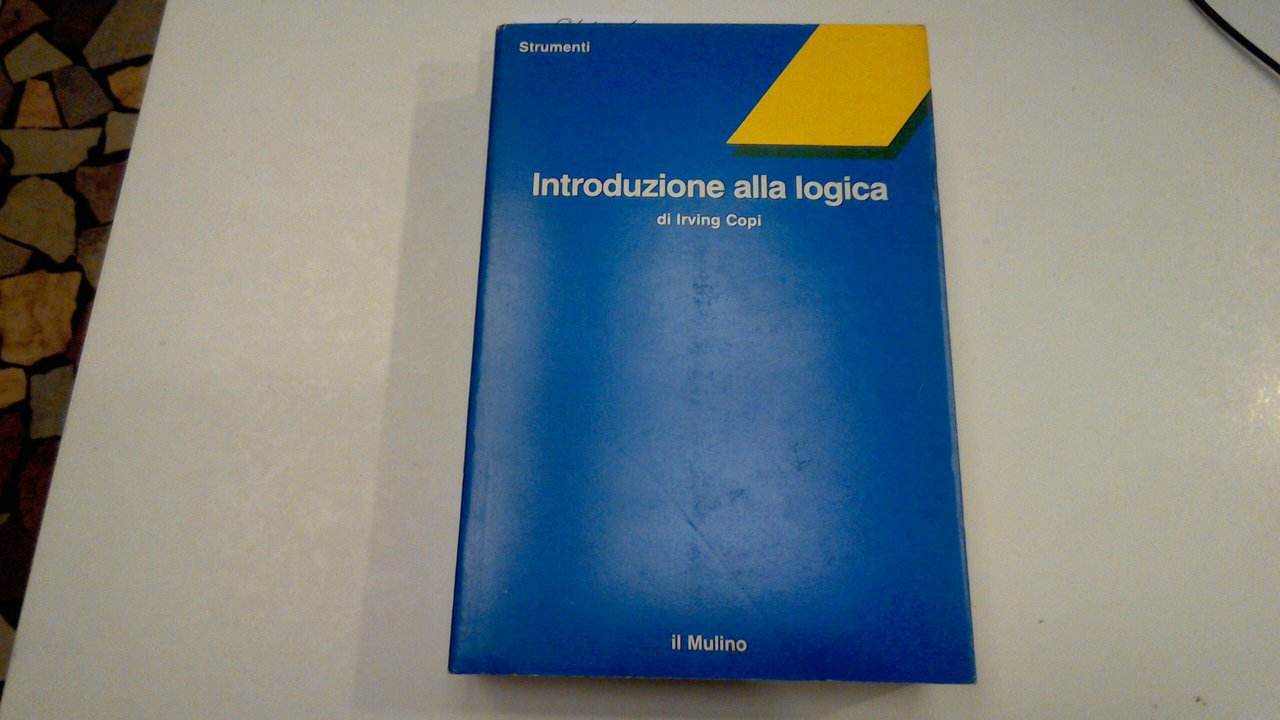 Strumenti
Introduzione alla logica
di Irving Copi
il Mulino